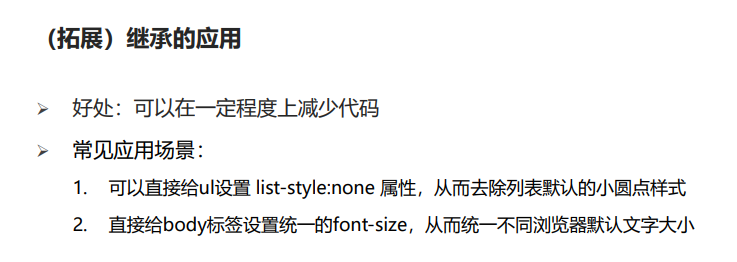 （拓展）继承的应用
➢ 好处：可以在一定程度上减少代码
➢ 常见应用场景：
1. 可以直接给ul设置 list-style:none 属性，从而去除列表默认的小圆点样式
2. 直接给body标签设置统一的font-size，从而统一不同浏览器默认文字大小